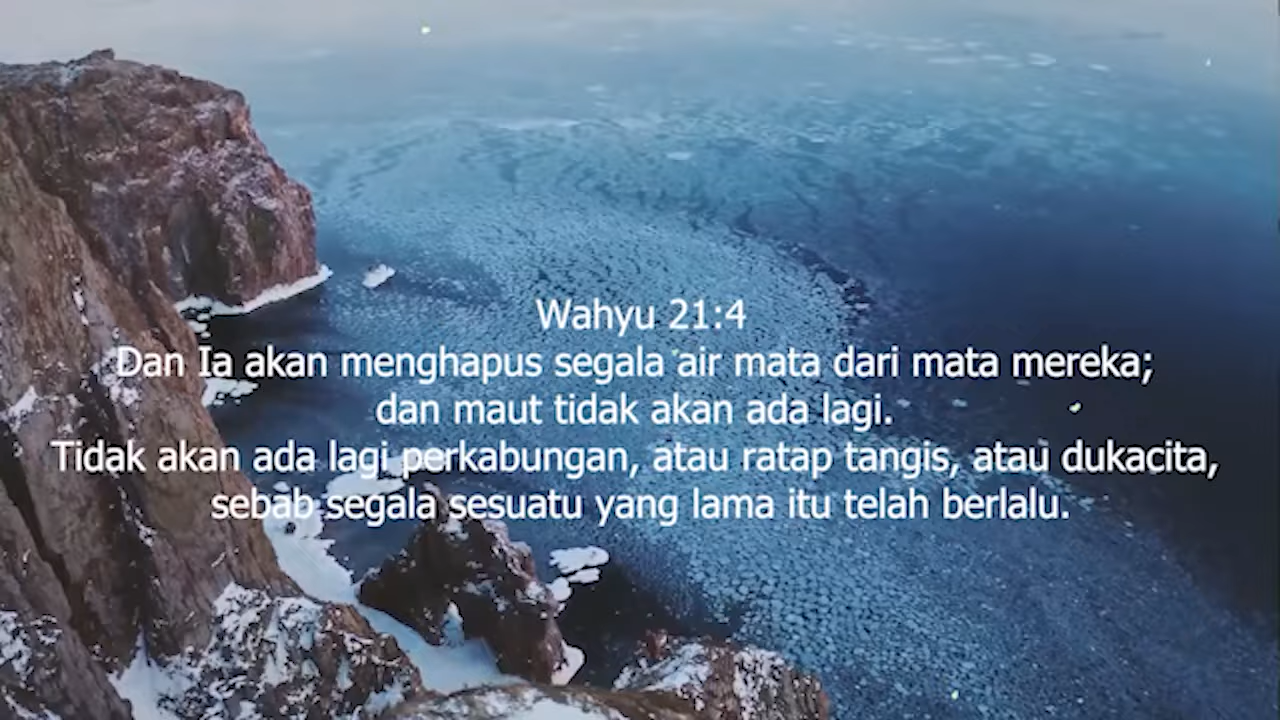 Wahyu 21:4
Dan Ia akan menghapus segala air mata dari mata mereka;
dan maut tidak akan ada lagi.
Tidak akan ada lagi perkabungan, atau ratap tangis, atau dukacita,
sebab segala sesuatu yang lama itu telah berlalu.